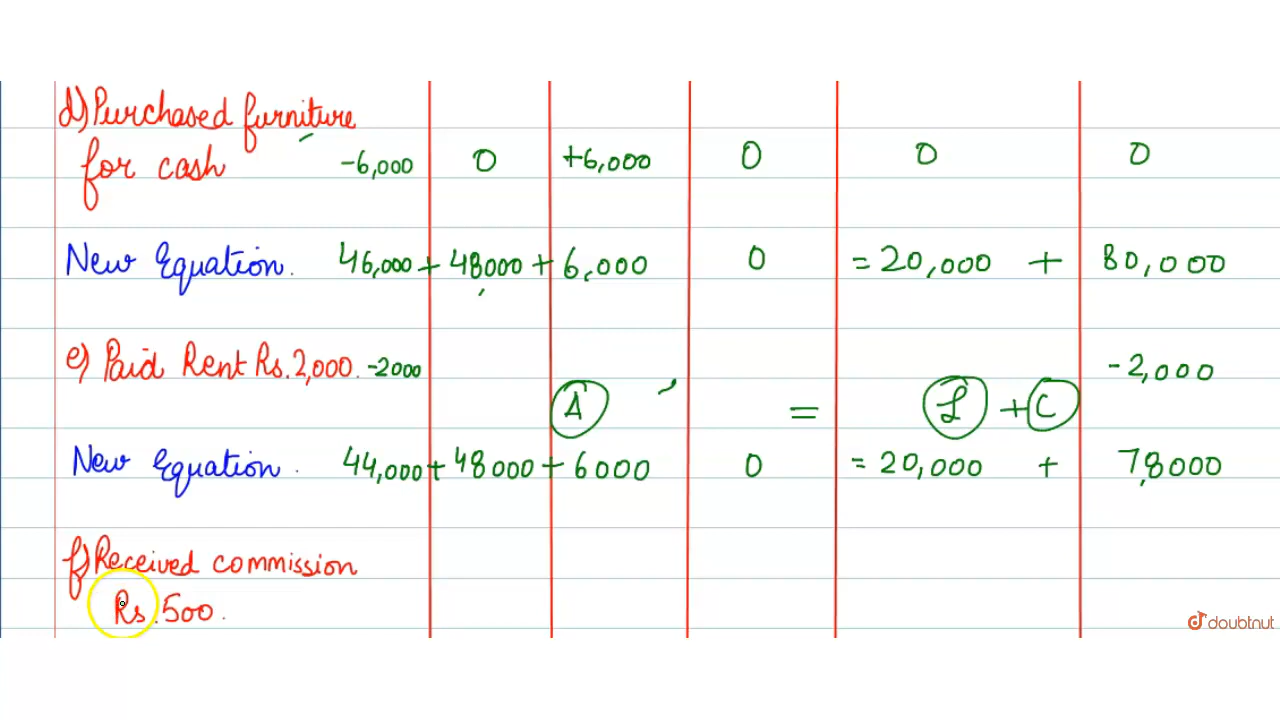 d) Purchased furniture
for cash -6,000 0 +6,000 0 0 0
New Equation. 46,000 + 48000 + 6,000 0 = 20,000 + 80,000
e) Paid Rent Rs. 2,000. -2000 -2,000
A = L + C
New Equation. 44,000 + 48000 + 6000 0 = 20,000 + 7,8000
f) Received commission
Rs. 500.
doubtnut